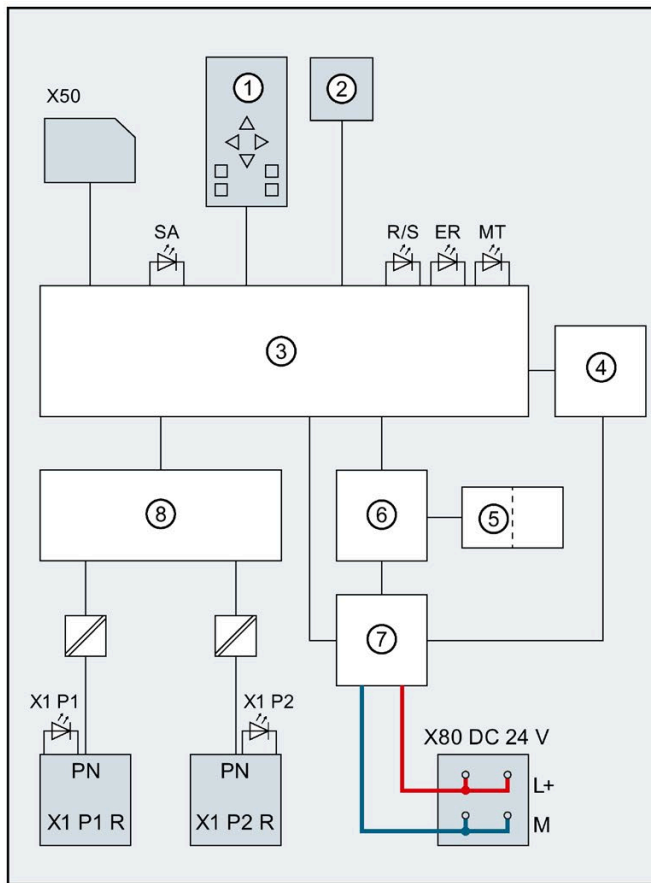 X50
①
②
SA
R/S ER MT
③
④
⑧
⑥
⑤
⑦
X1 P1
X1 P2
X80 DC 24 V
PN
X1 P1 R
PN
X1 P2 R
L+
M